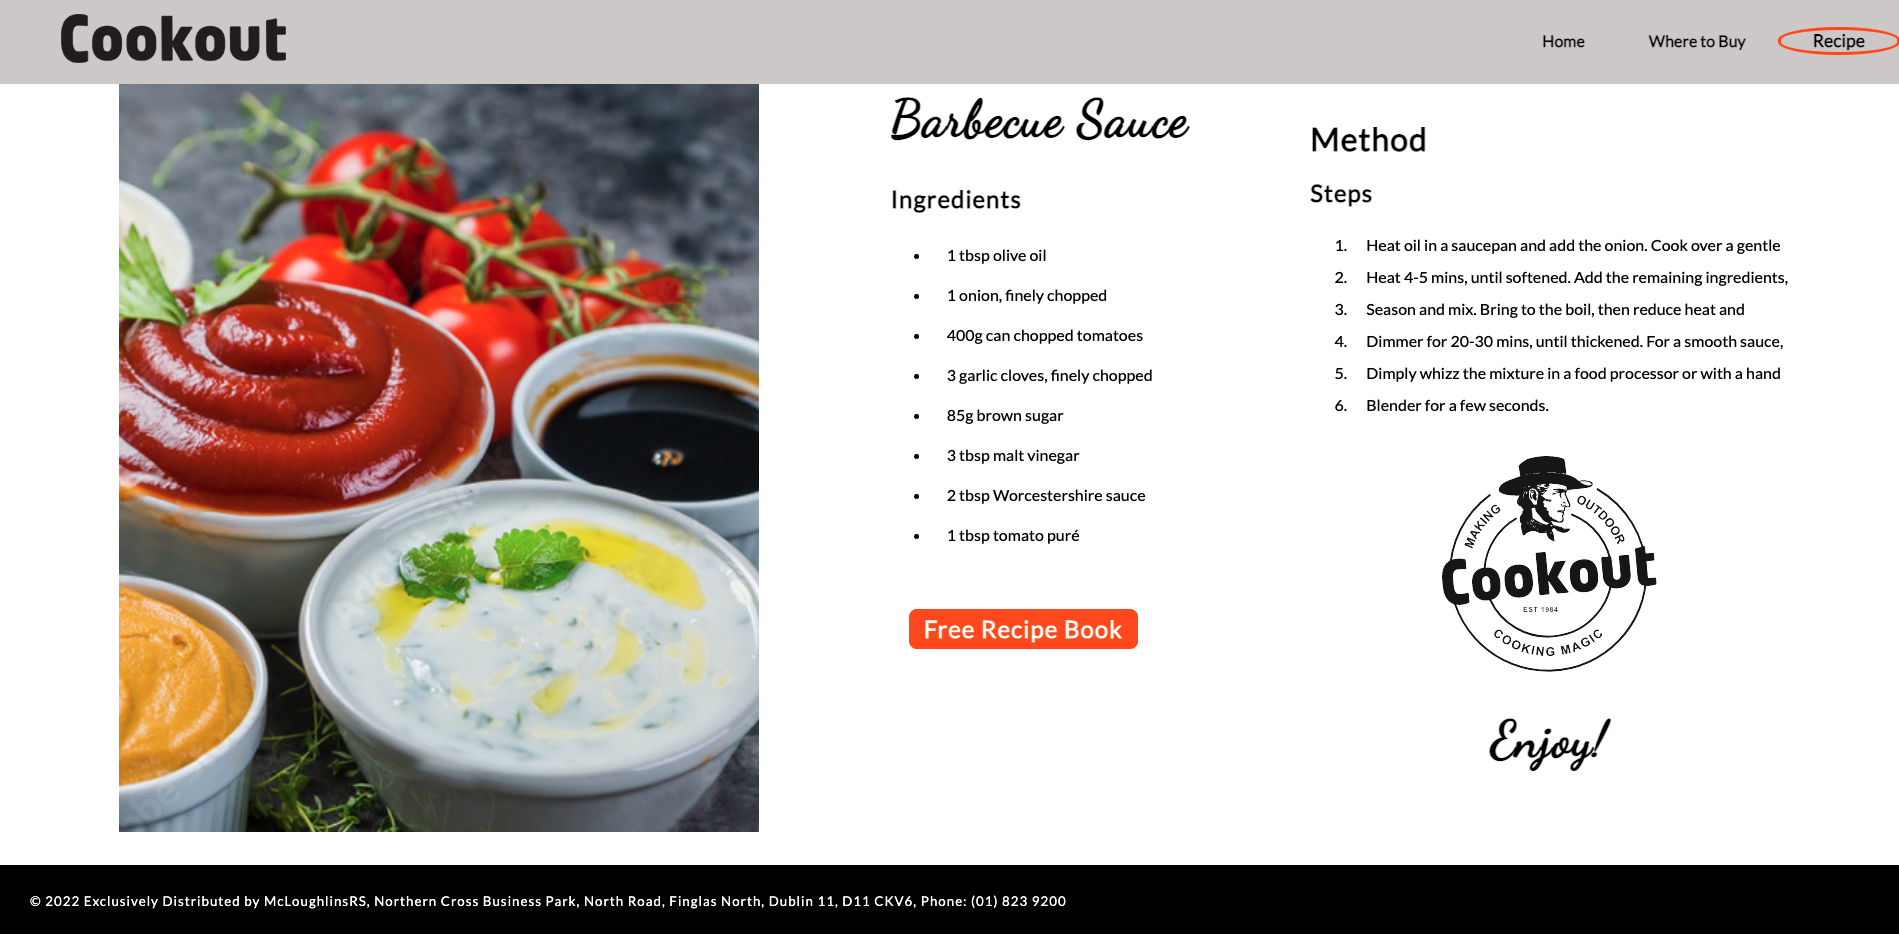 Cookout
Home
Where to Buy
Recipe
Barbecue Sauce
Ingredients
• 1 tbsp olive oil
• 1 onion, finely chopped
• 400g can chopped tomatoes
• 3 garlic cloves, finely chopped
• 85g brown sugar
• 3 tbsp malt vinegar
• 2 tbsp Worcestershire sauce
• 1 tbsp tomato puré
Free Recipe Book
Method
Steps
1. Heat oil in a saucepan and add the onion. Cook over a gentle
2. Heat 4-5 mins, until softened. Add the remaining ingredients,
3. Season and mix. Bring to the boil, then reduce heat and
4. Dimmer for 20-30 mins, until thickened. For a smooth sauce,
5. Dimply whizz the mixture in a food processor or with a hand
6. Blender for a few seconds.
MAKING OUTDOOR
Cookout
EST 1984
COOKING MAGIC
Enjoy!
© 2022 Exclusively Distributed by McLoughlinsRS, Northern Cross Business Park, North Road, Finglas North, Dublin 11, D11 CKV6, Phone: (01) 823 9200